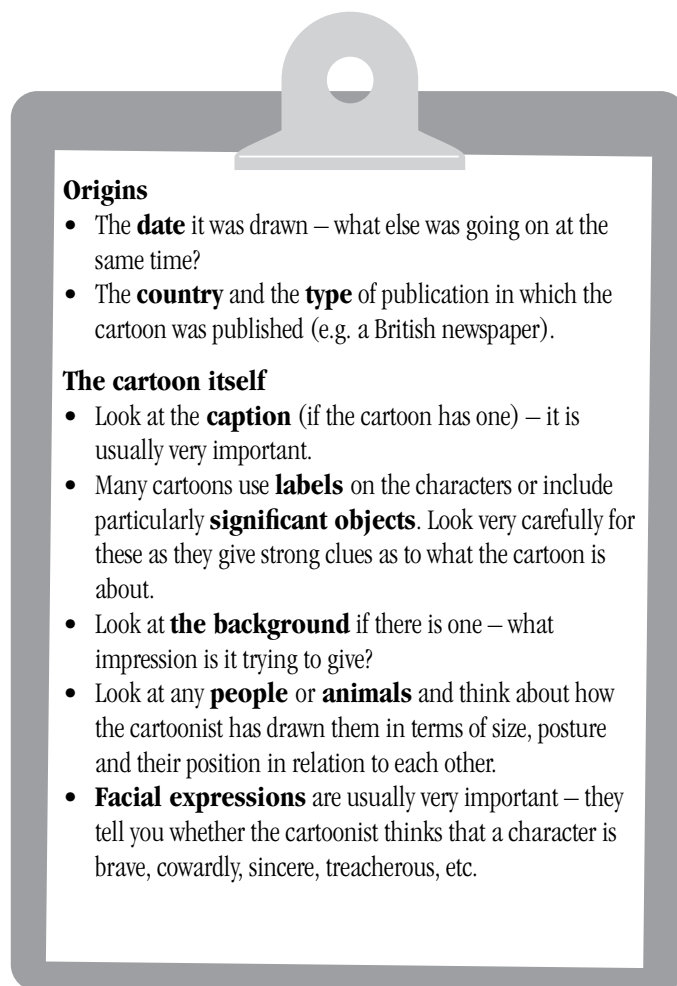 Origins
• The date it was drawn – what else was going on at the
same time?
• The country and the type of publication in which the
cartoon was published (e.g. a British newspaper).
The cartoon itself
• Look at the caption (if the cartoon has one) – it is
usually very important.
• Many cartoons use labels on the characters or include
particularly significant objects. Look very carefully for
these as they give strong clues as to what the cartoon is
about.
• Look at the background if there is one – what
impression is it trying to give?
• Look at any people or animals and think about how
the cartoonist has drawn them in terms of size, posture
and their position in relation to each other.
• Facial expressions are usually very important – they
tell you whether the cartoonist thinks that a character is
brave, cowardly, sincere, treacherous, etc.